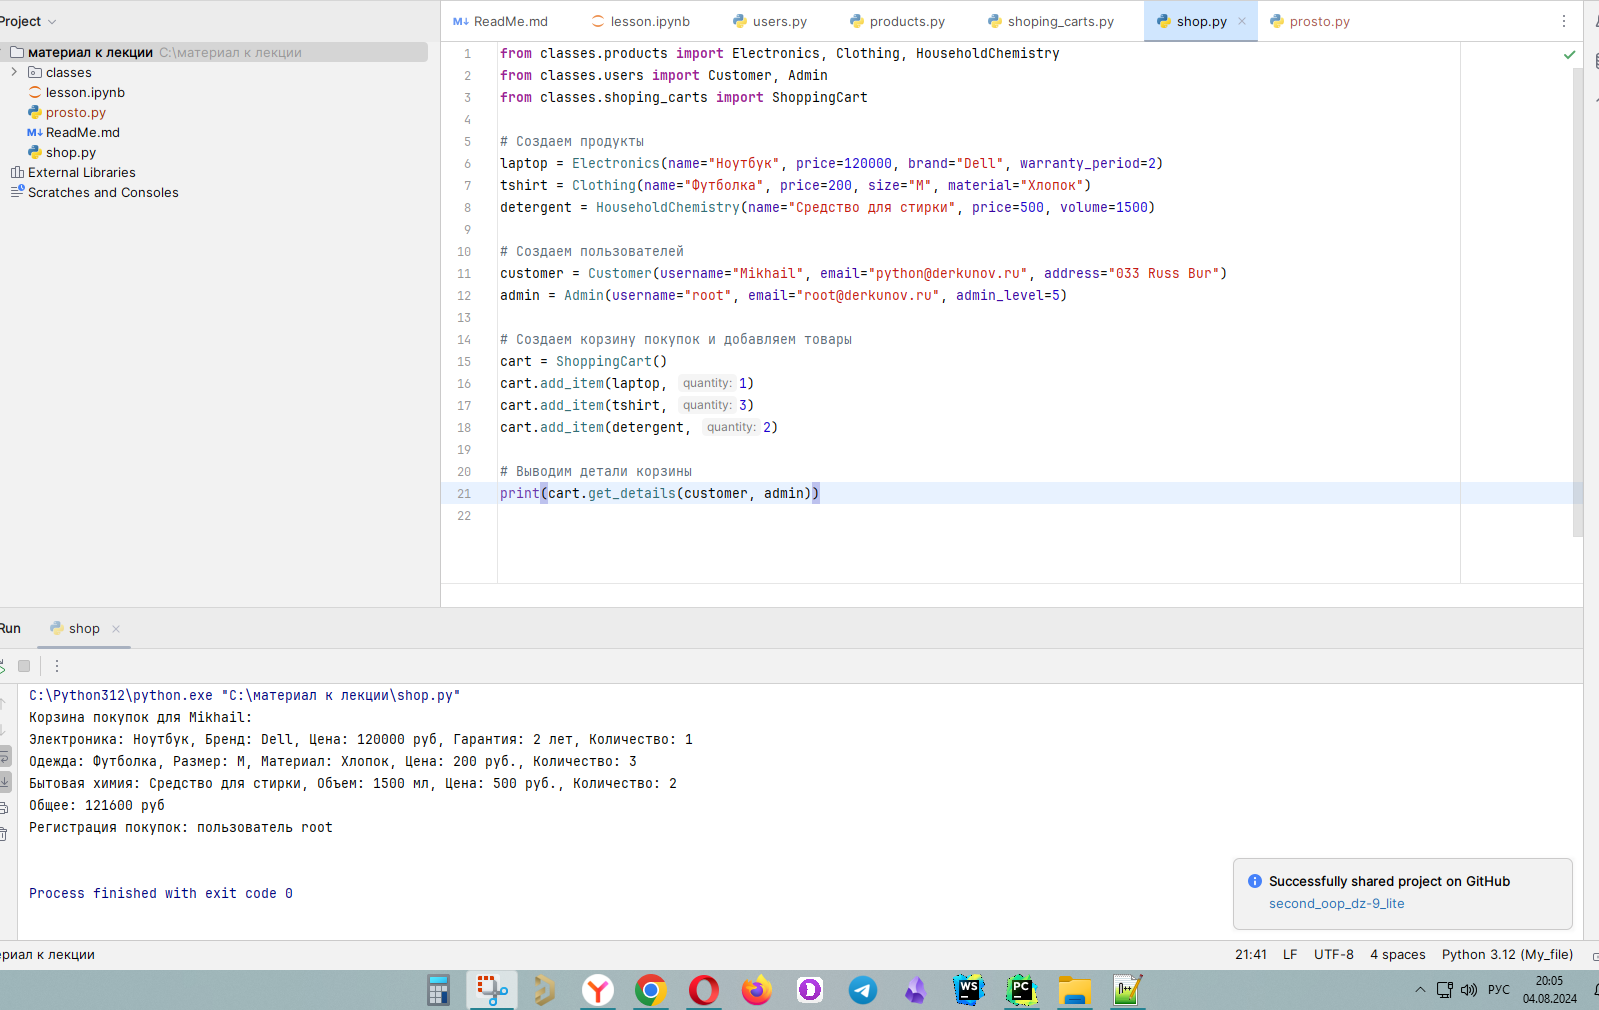 Project
материал к лекции C:\материал к лекции
classes
lesson.ipynb
prosto.py
ReadMe.md
shop.py
External Libraries
Scratches and Consoles
M↓ ReadMe.md lesson.ipynb users.py products.py shoping_carts.py shop.py prosto.py
1 from classes.products import Electronics, Clothing, HouseholdChemistry
2 from classes.users import Customer, Admin
3 from classes.shoping_carts import ShoppingCart
4
5 # Создаем продукты
6 laptop = Electronics(name="Ноутбук", price=120000, brand="Dell", warranty_period=2)
7 tshirt = Clothing(name="Футболка", price=200, size="M", material="Хлопок")
8 detergent = HouseholdChemistry(name="Средство для стирки", price=500, volume=1500)
9
10 # Создаем пользователей
11 customer = Customer(username="Mikhail", email="python@derkunov.ru", address="033 Russ Bur")
12 admin = Admin(username="root", email="root@derkunov.ru", admin_level=5)
13
14 # Создаем корзину покупок и добавляем товары
15 cart = ShoppingCart()
16 cart.add_item(laptop, quantity: 1)
17 cart.add_item(tshirt, quantity: 3)
18 cart.add_item(detergent, quantity: 2)
19
20 # Выводим детали корзины
21 print(cart.get_details(customer, admin))
22
Run shop
C:\Python312\python.exe "C:\материал к лекции\shop.py"
Корзина покупок для Mikhail:
Электроника: Ноутбук, Бренд: Dell, Цена: 120000 руб, Гарантия: 2 лет, Количество: 1
Одежда: Футболка, Размер: M, Материал: Хлопок, Цена: 200 руб., Количество: 3
Бытовая химия: Средство для стирки, Объем: 1500 мл, Цена: 500 руб., Количество: 2
Общее: 121600 руб
Регистрация покупок: пользователь root
Process finished with exit code 0
Successfully shared project on GitHub
second_oop_dz-9_lite
ериал к лекции
21:41 LF UTF-8 4 spaces Python 3.12 (My_file)
WS PC
РУС 20:05
04.08.2024